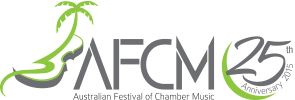 AFCM
Australian Festival of Chamber Music
25th
Anniversary 2015